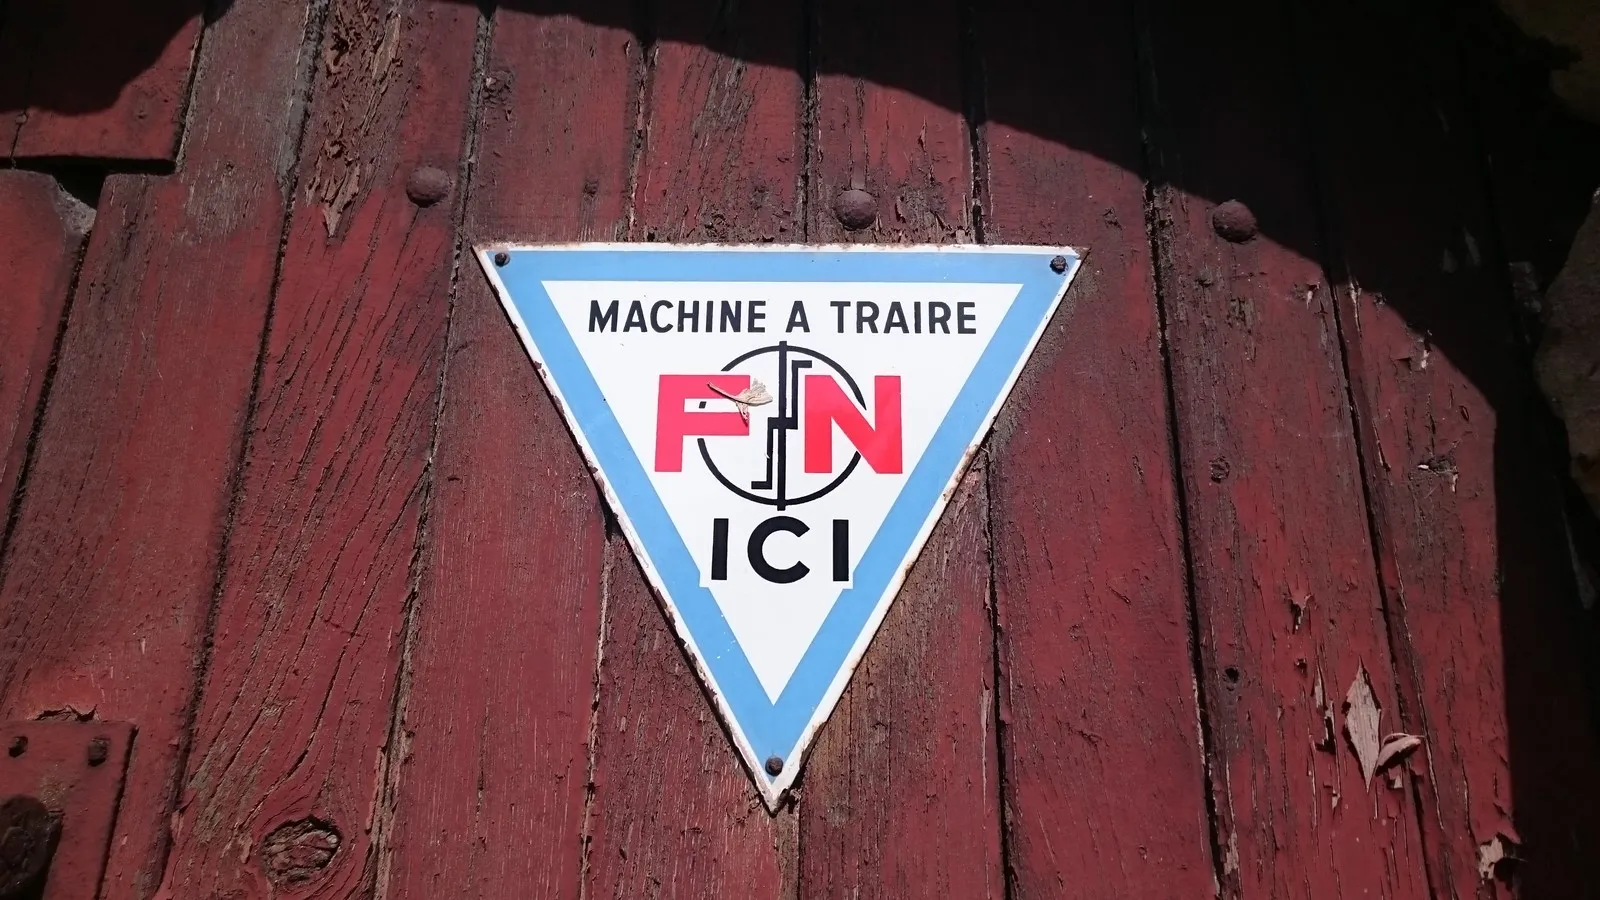 MACHINE A TRAIRE
FN
ICI